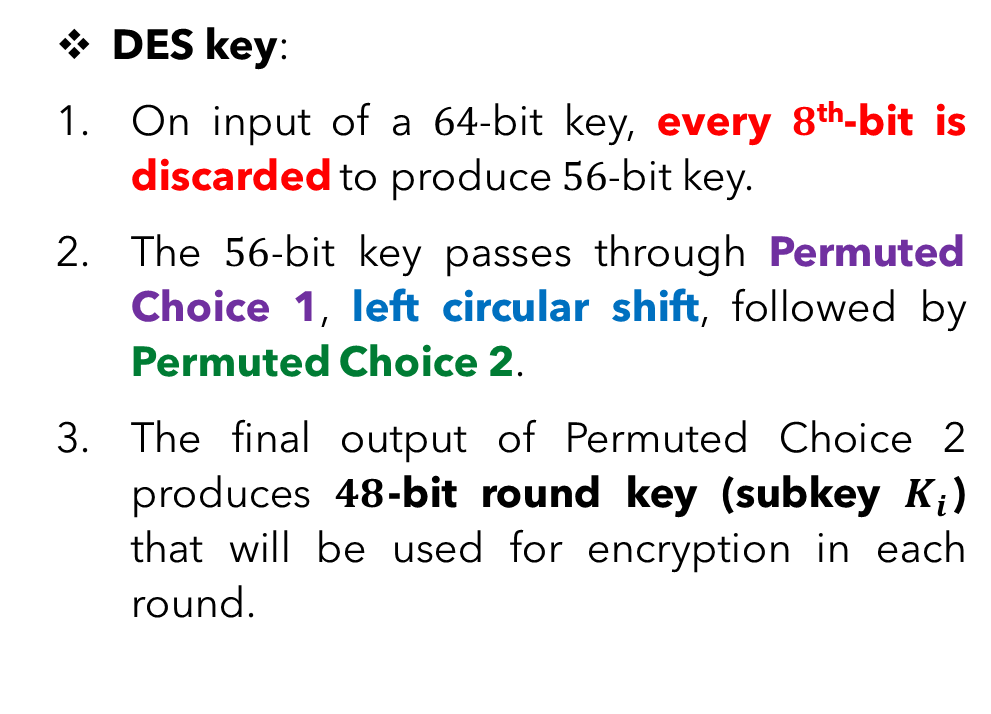 ❖ DES key:
1. On input of a 64-bit key, every 8th-bit is
discarded to produce 56-bit key.
2. The 56-bit key passes through Permuted
Choice 1, left circular shift, followed by
Permuted Choice 2.
3. The final output of Permuted Choice 2
produces 48-bit round key (subkey Kᵢ)
that will be used for encryption in each
round.